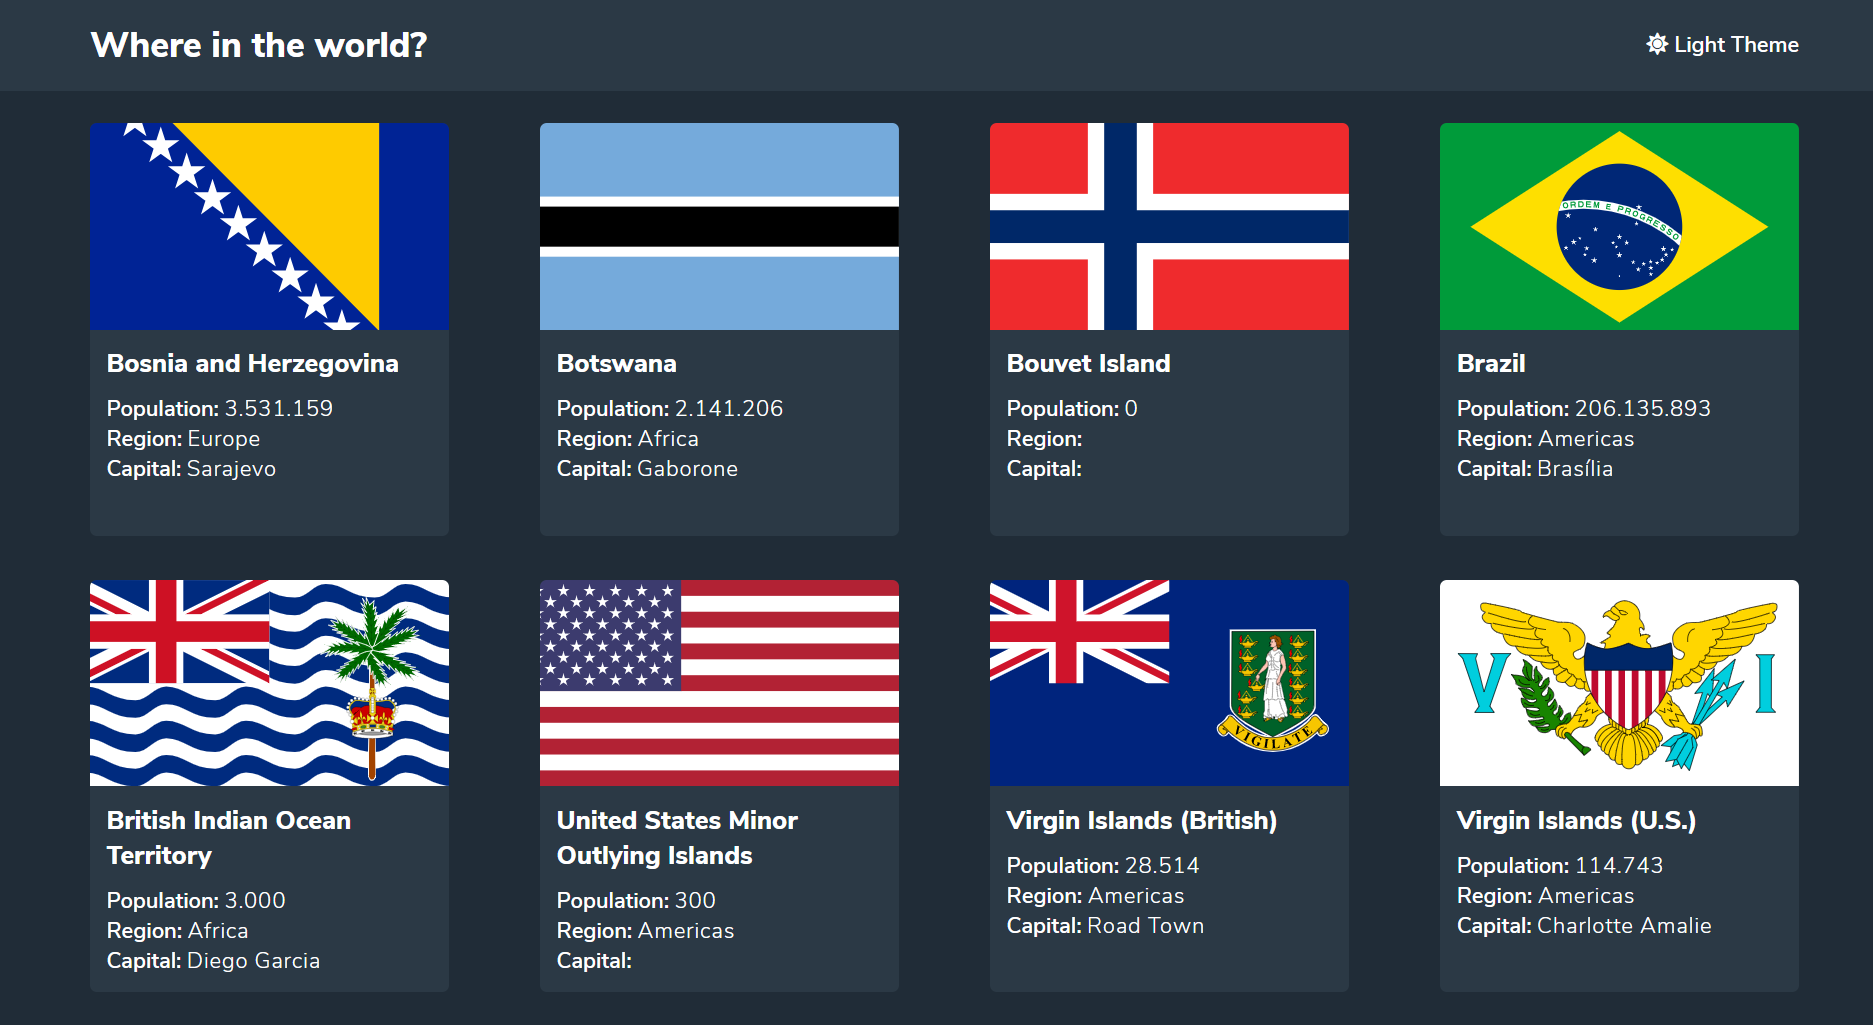 Where in the world?
Light Theme
ORDEM E PROGRESSO
Bosnia and Herzegovina
Population: 3.531.159
Region: Europe
Capital: Sarajevo
Botswana
Population: 2.141.206
Region: Africa
Capital: Gaborone
Bouvet Island
Population: 0
Region:
Capital:
Brazil
Population: 206.135.893
Region: Americas
Capital: Brasília
VIGILATE
V I
British Indian Ocean
Territory
Population: 3.000
Region: Africa
Capital: Diego Garcia
United States Minor
Outlying Islands
Population: 300
Region: Americas
Capital:
Virgin Islands (British)
Population: 28.514
Region: Americas
Capital: Road Town
Virgin Islands (U.S.)
Population: 114.743
Region: Americas
Capital: Charlotte Amalie